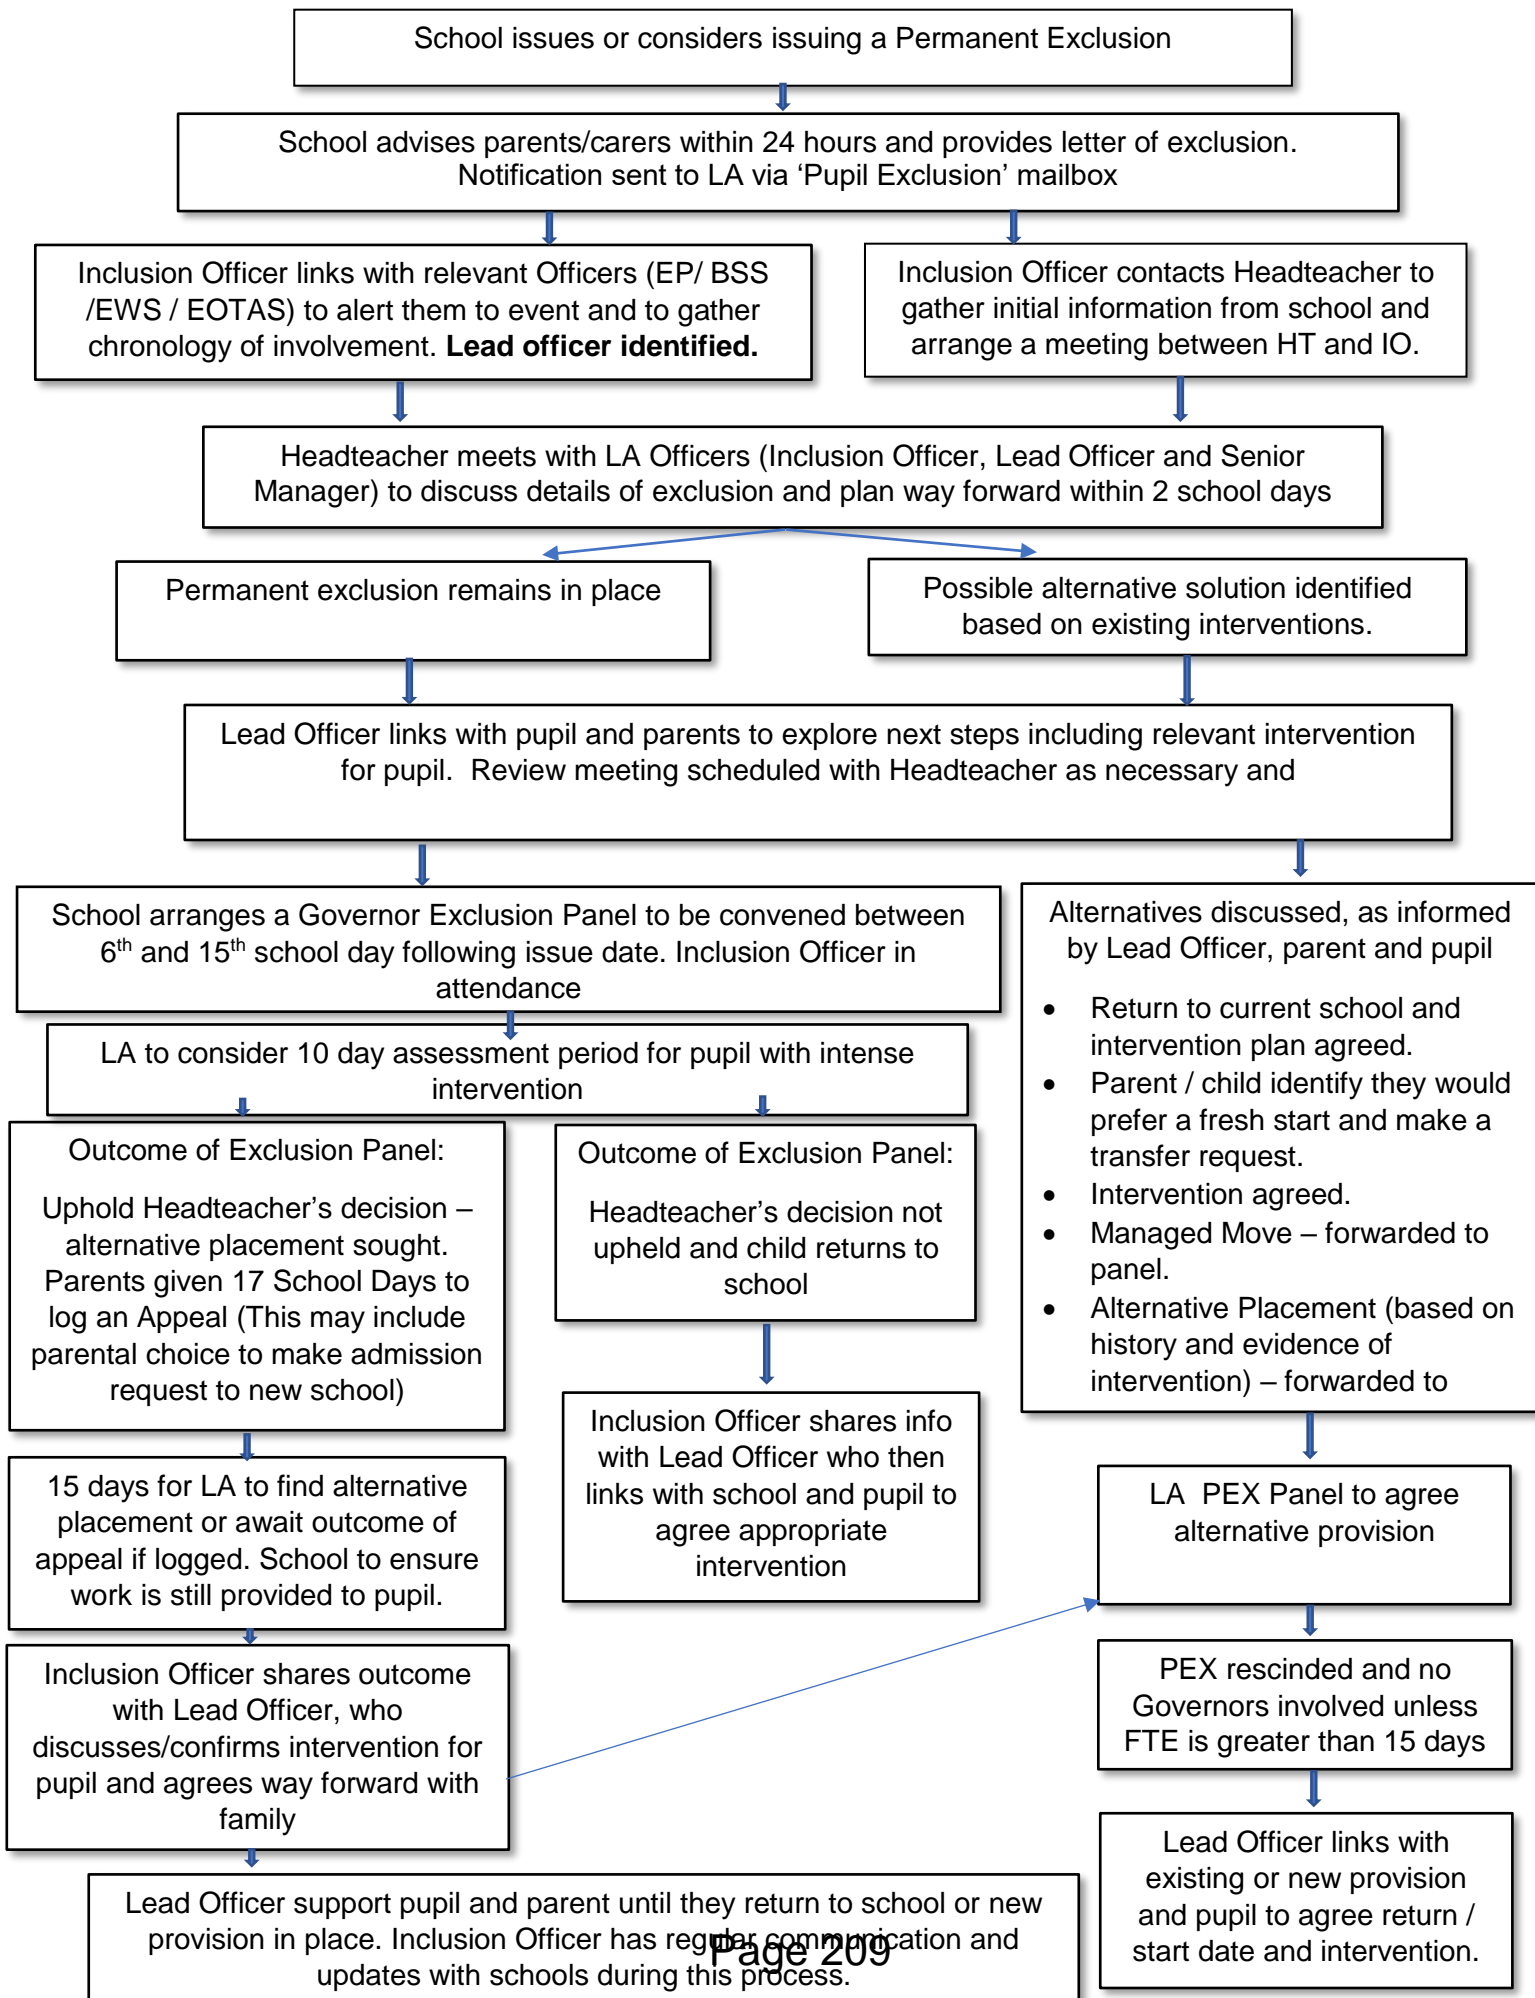 School issues or considers issuing a Permanent Exclusion
School advises parents/carers within 24 hours and provides letter of exclusion.
Notification sent to LA via ‘Pupil Exclusion’ mailbox
Inclusion Officer links with relevant Officers (EP/ BSS
/EWS / EOTAS) to alert them to event and to gather
chronology of involvement. Lead officer identified.
Inclusion Officer contacts Headteacher to
gather initial information from school and
arrange a meeting between HT and IO.
Headteacher meets with LA Officers (Inclusion Officer, Lead Officer and Senior
Manager) to discuss details of exclusion and plan way forward within 2 school days
Permanent exclusion remains in place
Possible alternative solution identified
based on existing interventions.
Lead Officer links with pupil and parents to explore next steps including relevant intervention
for pupil.  Review meeting scheduled with Headteacher as necessary and
School arranges a Governor Exclusion Panel to be convened between
6th and 15th school day following issue date. Inclusion Officer in
attendance
LA to consider 10 day assessment period for pupil with intense
intervention
Outcome of Exclusion Panel:
Uphold Headteacher’s decision –
alternative placement sought.
Parents given 17 School Days to
log an Appeal (This may include
parental choice to make admission
request to new school)
Outcome of Exclusion Panel:
Headteacher’s decision not
upheld and child returns to
school
Alternatives discussed, as informed
by Lead Officer, parent and pupil
• Return to current school and
intervention plan agreed.
• Parent / child identify they would
prefer a fresh start and make a
transfer request.
• Intervention agreed.
• Managed Move – forwarded to
panel.
• Alternative Placement (based on
history and evidence of
intervention) – forwarded to
15 days for LA to find alternative
placement or await outcome of
appeal if logged. School to ensure
work is still provided to pupil.
Inclusion Officer shares info
with Lead Officer who then
links with school and pupil to
agree appropriate
intervention
LA  PEX Panel to agree
alternative provision
Inclusion Officer shares outcome
with Lead Officer, who
discusses/confirms intervention for
pupil and agrees way forward with
family
PEX rescinded and no
Governors involved unless
FTE is greater than 15 days
Lead Officer links with
existing or new provision
and pupil to agree return /
start date and intervention.
Lead Officer support pupil and parent until they return to school or new
provision in place. Inclusion Officer has regular communication and
updates with schools during this process.
Page 209